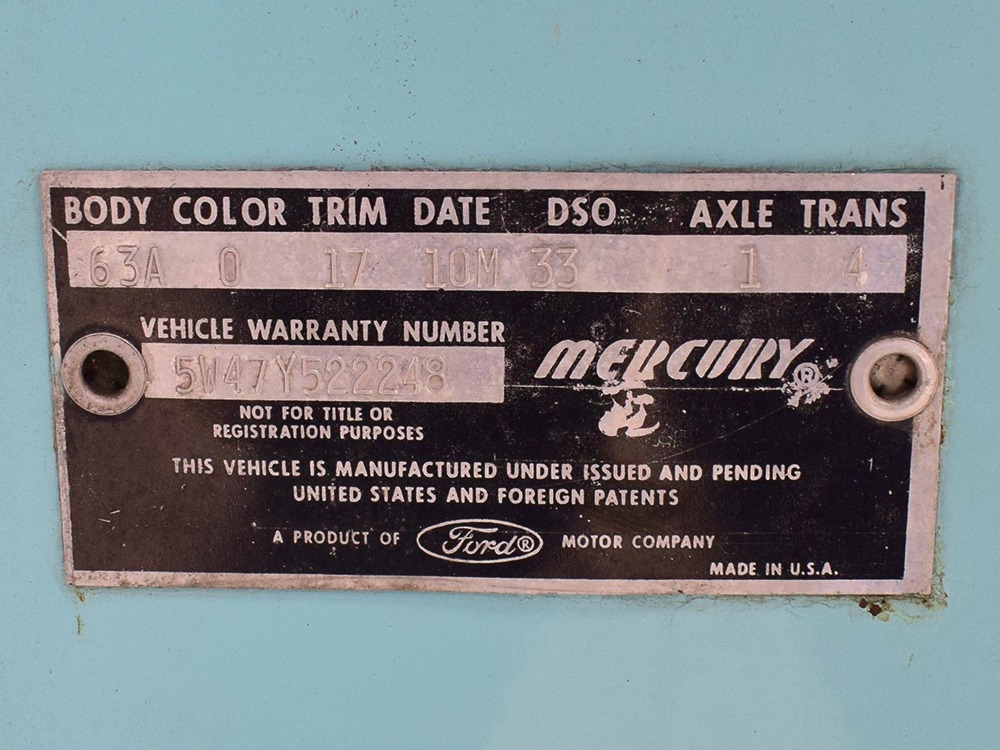 BODY COLOR TRIM DATE DSO AXLE TRANS
63A 0 17 10M 33 1 4
VEHICLE WARRANTY NUMBER
5W47Y522248
MERCURY®
NOT FOR TITLE OR
REGISTRATION PURPOSES
THIS VEHICLE IS MANUFACTURED UNDER ISSUED AND PENDING
UNITED STATES AND FOREIGN PATENTS
A PRODUCT OF Ford® MOTOR COMPANY
MADE IN U.S.A.